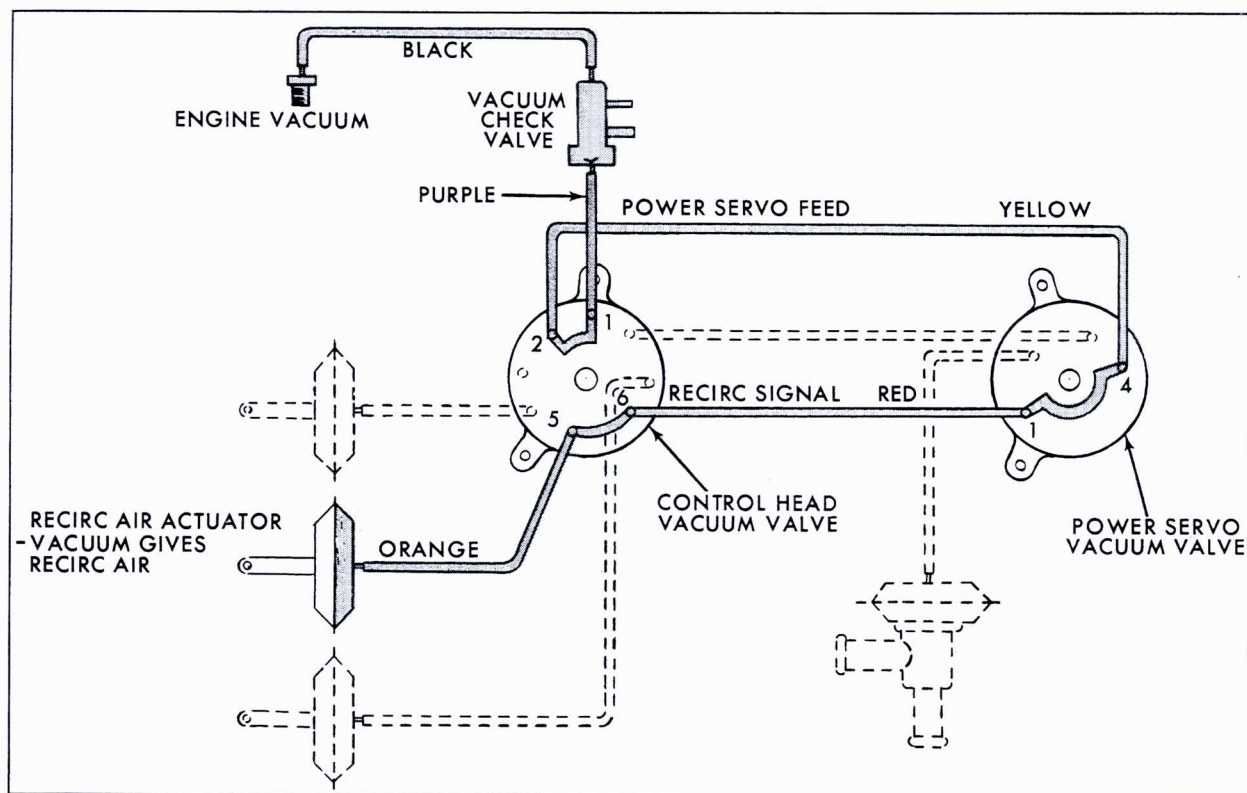 BLACK
ENGINE VACUUM
VACUUM
CHECK
VALVE
PURPLE
POWER SERVO FEED
YELLOW
1
2
4
6
RECIRC SIGNAL
RED
1
5
CONTROL HEAD
VACUUM VALVE
POWER SERVO
VACUUM VALVE
RECIRC AIR ACTUATOR
-VACUUM GIVES
RECIRC AIR
ORANGE